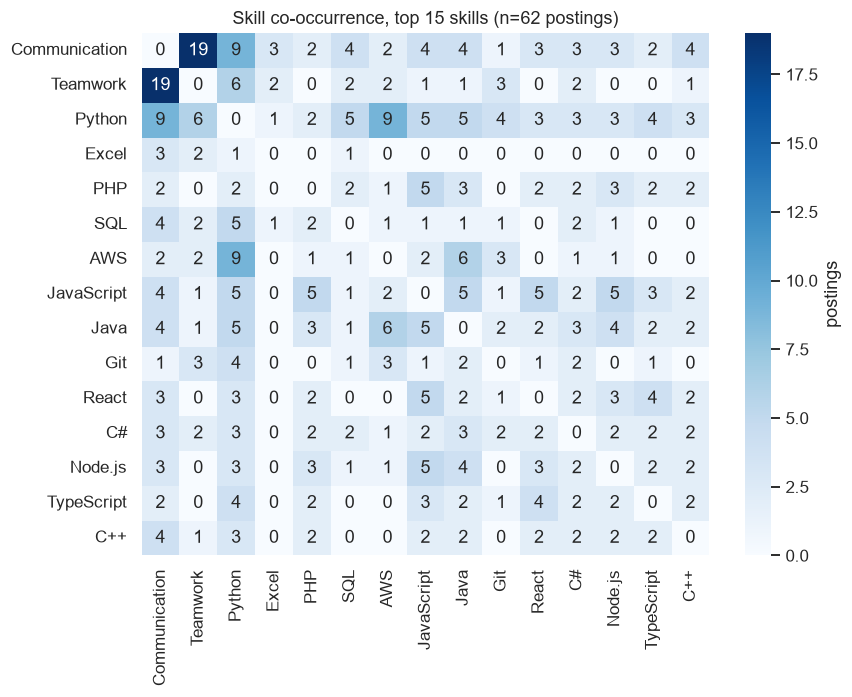 Skill co-occurrence, top 15 skills (n=62 postings)
Communication 0 19 9 3 2 4 2 4 4 1 3 3 3 2 4
Teamwork 19 0 6 2 0 2 2 1 1 3 0 2 0 0 1
Python 9 6 0 1 2 5 9 5 5 4 3 3 3 4 3
Excel 3 2 1 0 0 1 0 0 0 0 0 0 0 0 0
PHP 2 0 2 0 0 2 1 5 3 0 2 2 3 2 2
SQL 4 2 5 1 2 0 1 1 1 1 0 2 1 0 0
AWS 2 2 9 0 1 1 0 2 6 3 0 1 1 0 0
JavaScript 4 1 5 0 5 1 2 0 5 1 5 2 5 3 2
Java 4 1 5 0 3 1 6 5 0 2 2 3 4 2 2
Git 1 3 4 0 0 1 3 1 2 0 1 2 0 1 0
React 3 0 3 0 2 0 0 5 2 1 0 2 3 4 2
C# 3 2 3 0 2 2 1 2 3 2 2 0 2 2 2
Node.js 3 0 3 0 3 1 1 5 4 0 3 2 0 2 2
TypeScript 2 0 4 0 2 0 0 3 2 1 4 2 2 0 2
C++ 4 1 3 0 2 0 0 2 2 0 2 2 2 2 0
Communication Teamwork Python Excel PHP SQL AWS JavaScript Java Git React C# Node.js TypeScript C++
17.5
15.0
12.5
10.0
7.5
5.0
2.5
0.0
postings